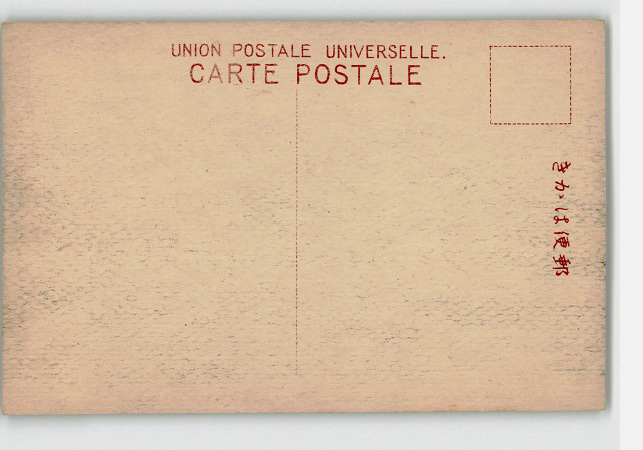 UNION POSTALE UNIVERSELLE.
CARTE POSTALE
きかは便郵